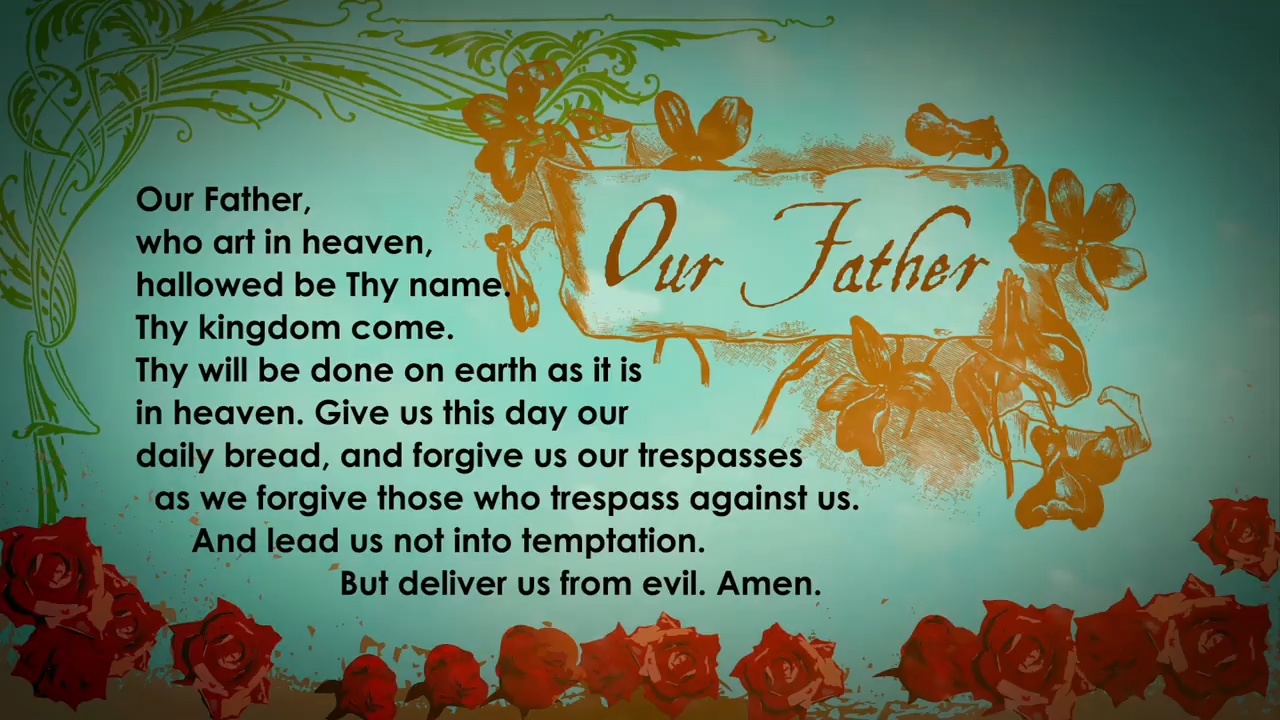 Our Father
Our Father,
who art in heaven,
hallowed be Thy name.
Thy kingdom come.
Thy will be done on earth as it is
in heaven. Give us this day our
daily bread, and forgive us our trespasses
as we forgive those who trespass against us.
And lead us not into temptation.
But deliver us from evil. Amen.